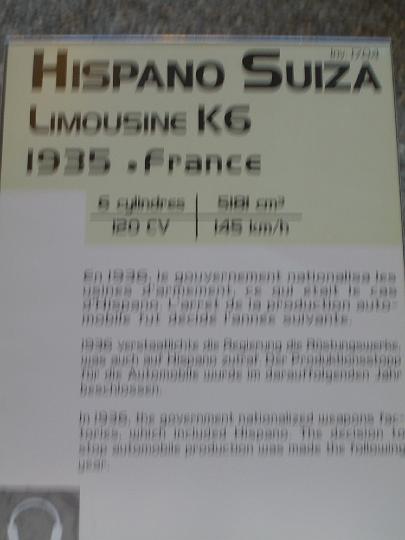 Inv. 1704
HISPANO SUIZA
LIMOUSINE K6
1935 . France
6 cylindres 5181 cm³
120 CV 145 km/h
En 1936, le gouvernement nationalisa les
usines d'armement, ce qui était le cas
d'Hispano. L'arrêt de la production auto-
mobile fut décidé l'année suivante.
1936 verstaatlichte die Regierung die Rüstungswerke,
was auch auf Hispano zutraf. Der Produktionsstopp
für die Automobile wurde im darauffolgenden Jahr
beschlossen.
In 1936, the government nationalized weapons fac-
tories, which included Hispano. The decision to
stop automobile production was made the following
year.